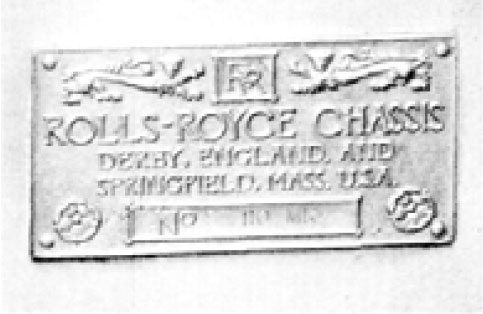 RR
ROLLS-ROYCE CHASSIS
DERBY, ENGLAND, AND
SPRINGFIELD, MASS. U.S.A.
No